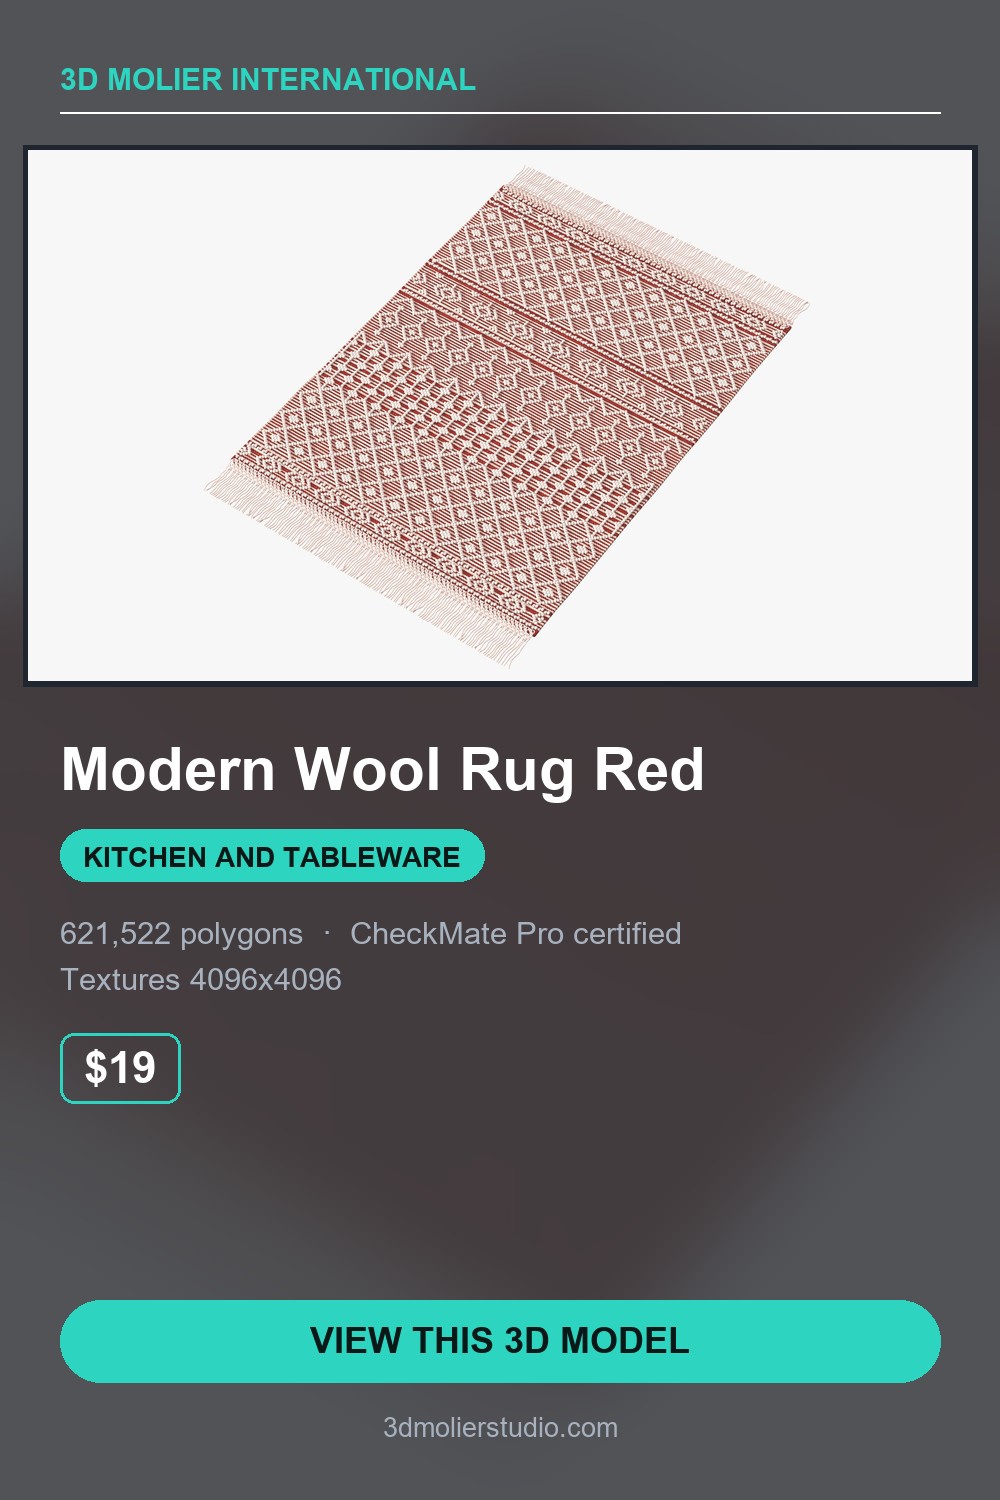 3D MOLIER INTERNATIONAL
Modern Wool Rug Red
KITCHEN AND TABLEWARE
621,522 polygons · CheckMate Pro certified
Textures 4096x4096
$19
VIEW THIS 3D MODEL
3dmolierstudio.com